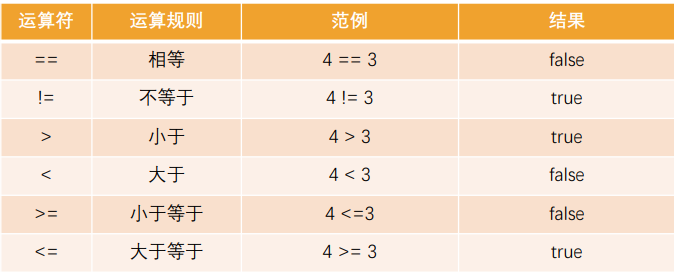 运算符 运算规则 范例 结果
== 相等 4 == 3 false
!= 不等于 4 != 3 true
> 小于 4 > 3 true
< 大于 4 < 3 false
>= 小于等于 4 <=3 false
<= 大于等于 4 >= 3 true